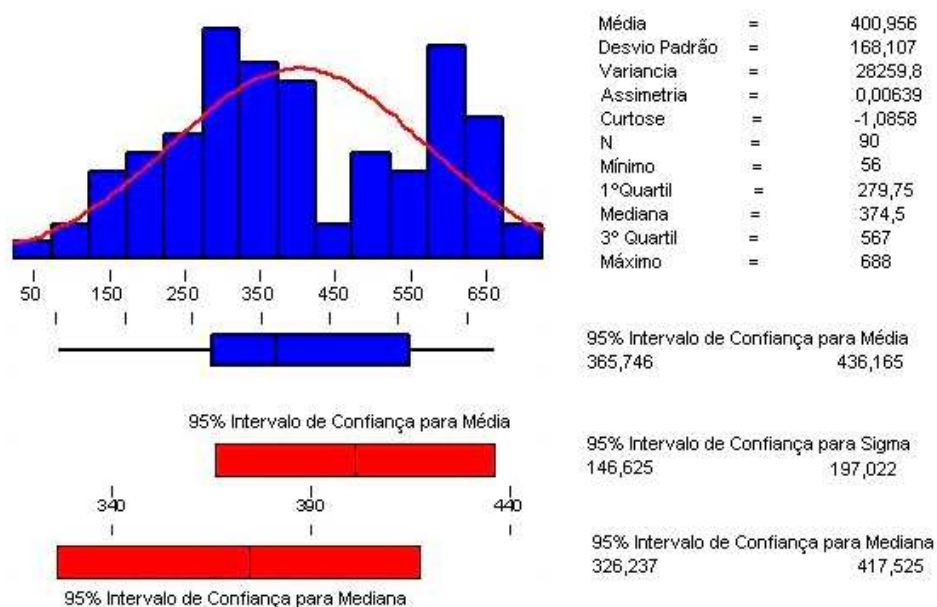 Média = 400,956
Desvio Padrão = 168,107
Variancia = 28259,8
Assimetria = 0,00639
Curtose = -1,0858
N = 90
Mínimo = 56
1ºQuartil = 279,75
Mediana = 374,5
3º Quartil = 567
Máximo = 688
50 150 250 350 450 550 650
95% Intervalo de Confiança para Média
365,746 436,165
95% Intervalo de Confiança para Média
95% Intervalo de Confiança para Sigma
146,625 197,022
340 390 440
95% Intervalo de Confiança para Mediana
326,237 417,525
95% Intervalo de Confiança para Mediana